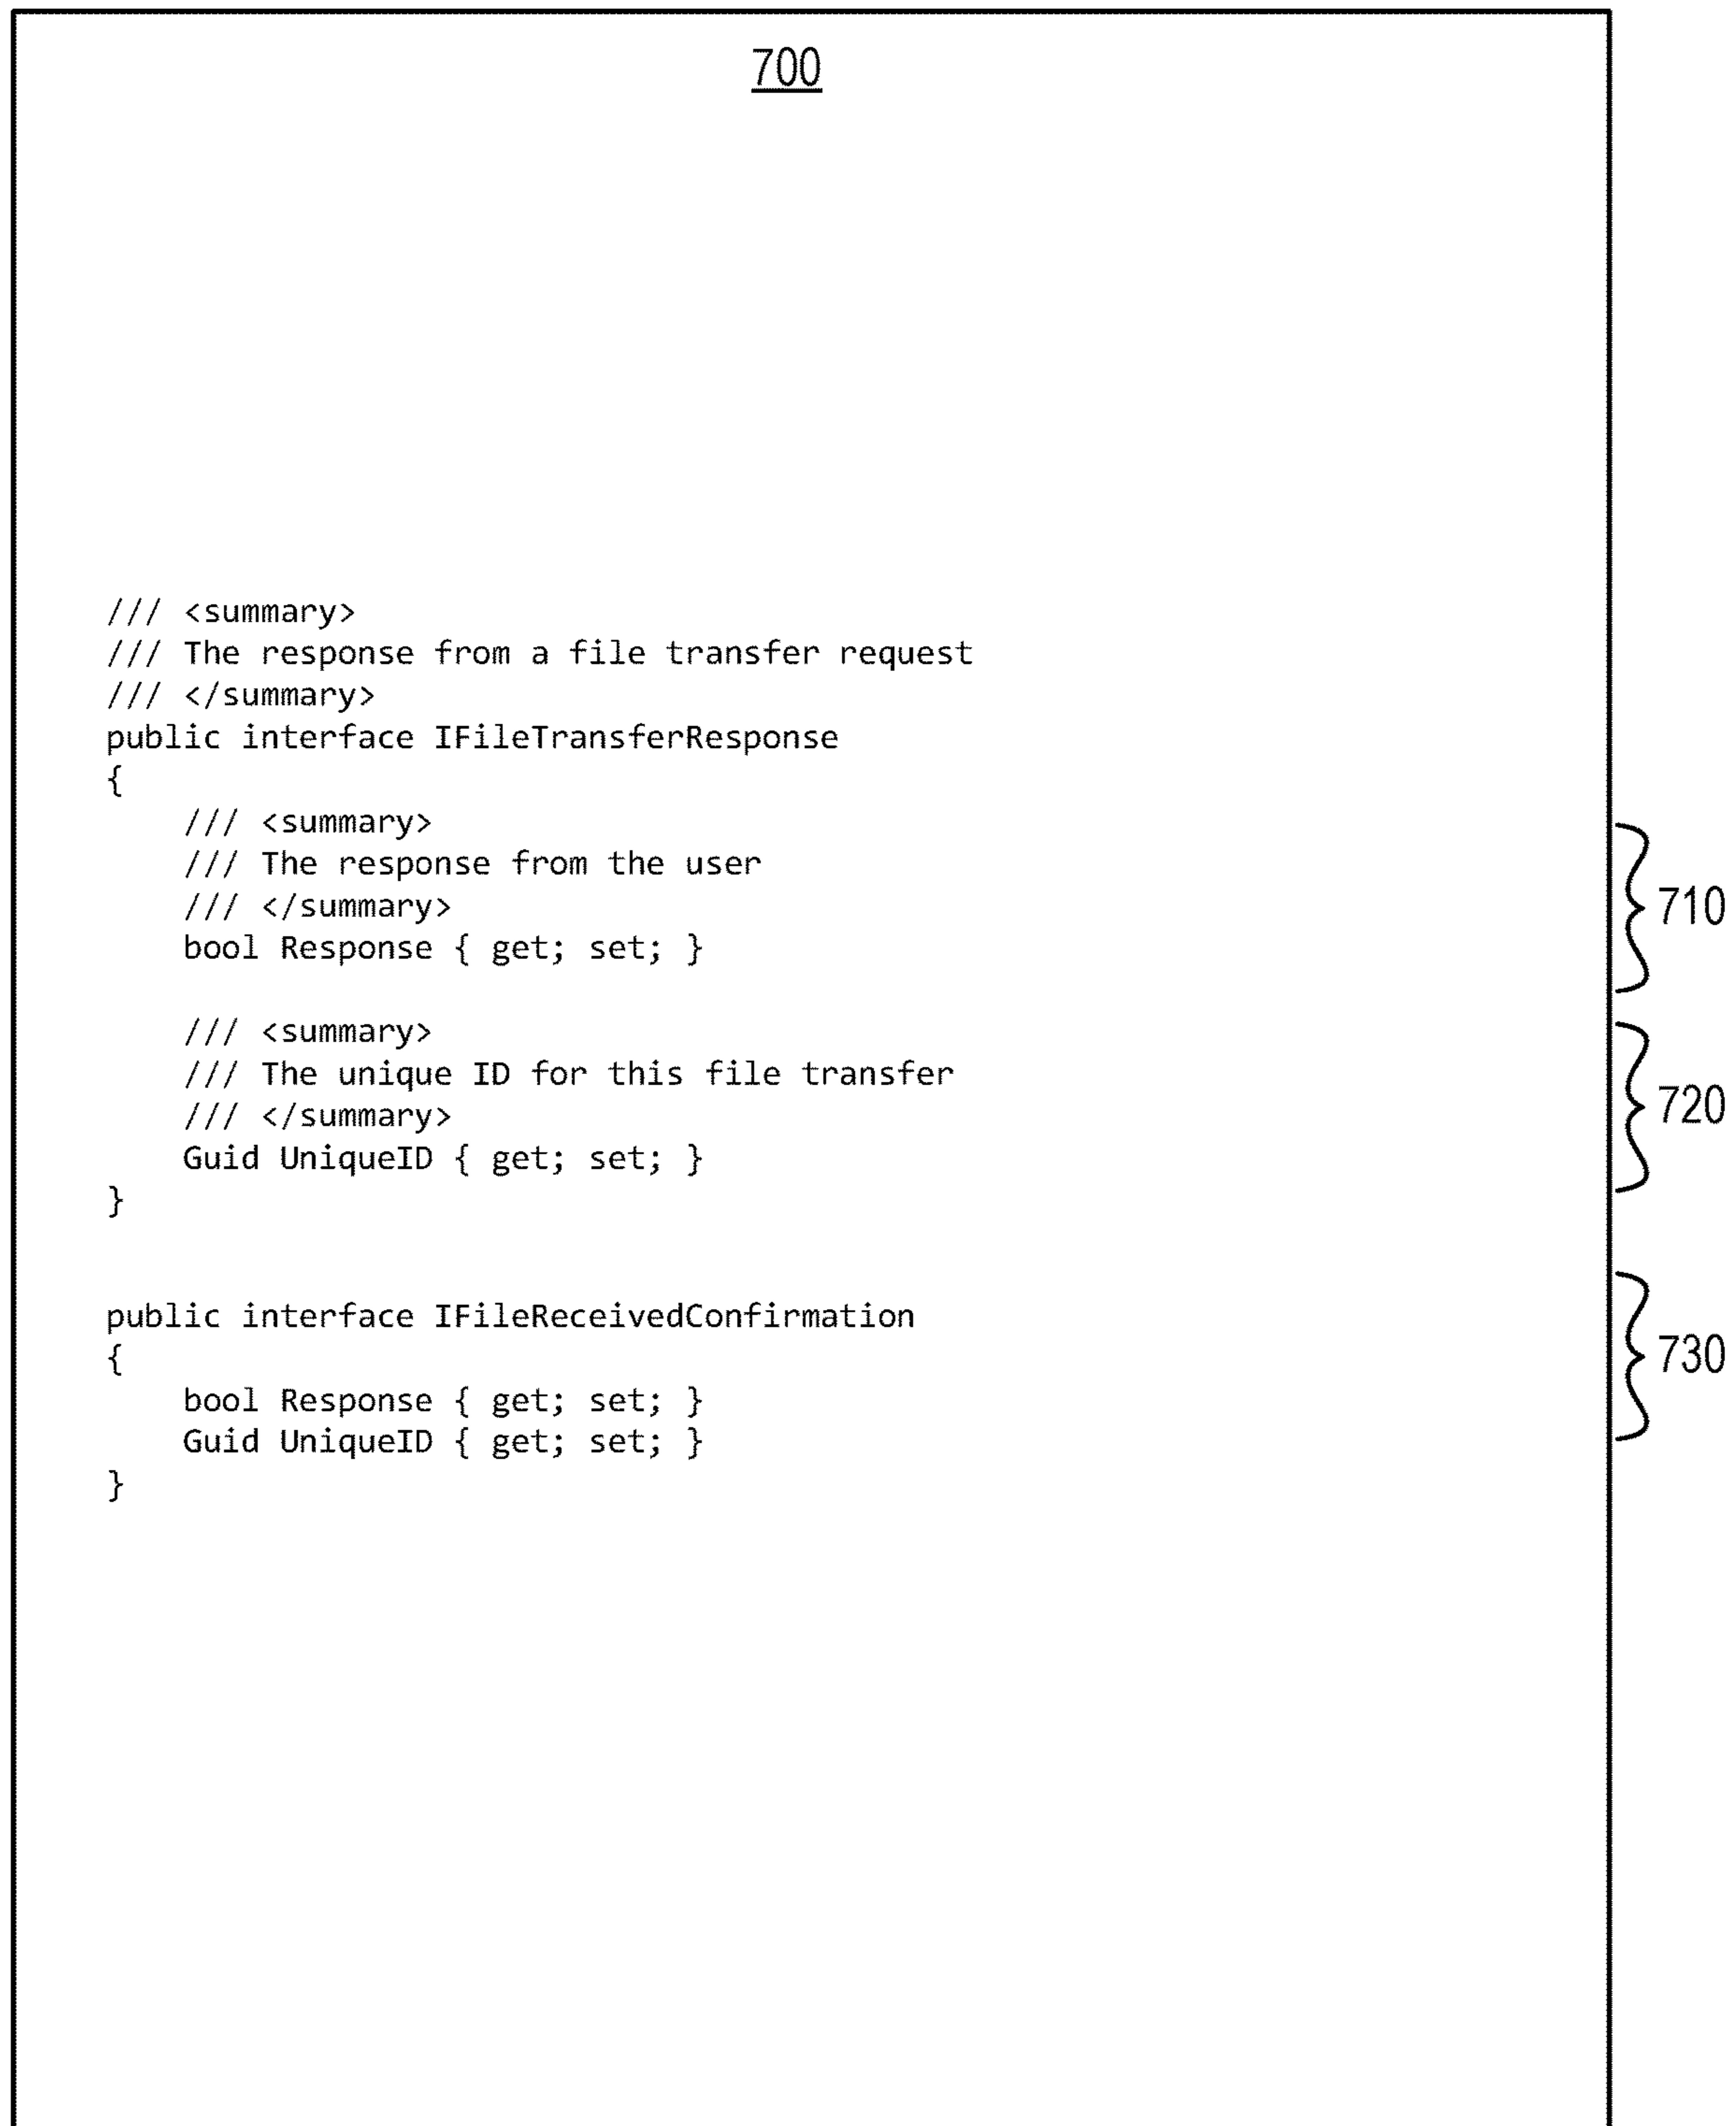 700
/// <summary>
/// The response from a file transfer request
/// </summary>
public interface IFileTransferResponse
{
    /// <summary>
    /// The response from the user
    /// </summary>
    bool Response { get; set; }
710
    /// <summary>
    /// The unique ID for this file transfer
    /// </summary>
    Guid UniqueID { get; set; }
720
}
public interface IFileReceivedConfirmation
{
    bool Response { get; set; }
    Guid UniqueID { get; set; }
}
730